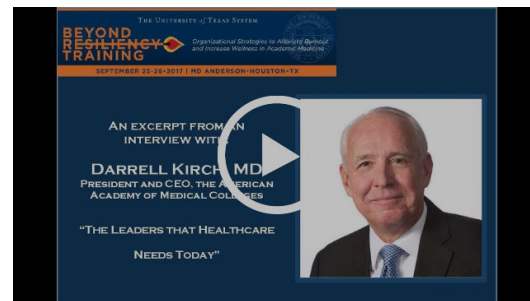 THE UNIVERSITY of TEXAS SYSTEM
BEYOND
RESILIENCY
TRAINING
Organizational Strategies to Alleviate Burnout
and Increase Wellness in Academic Medicine
SEPTEMBER 25-26•2017 | MD ANDERSON•HOUSTON•TX
AN EXCERPT FROM AN
INTERVIEW WITH
DARRELL KIRCH, MD
PRESIDENT AND CEO, THE AMERICAN
ACADEMY OF MEDICAL COLLEGES
“THE LEADERS THAT HEALTHCARE
NEEDS TODAY”